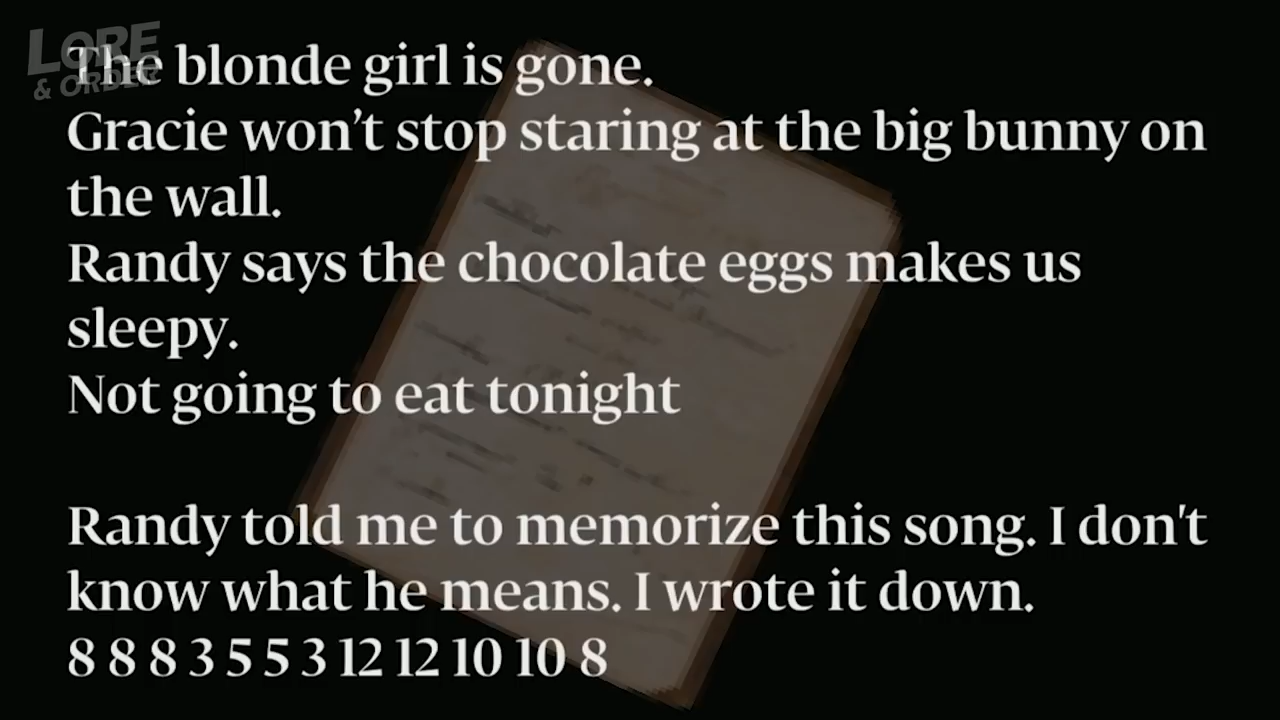 LORE
& ORDER
The blonde girl is gone.
Gracie won’t stop staring at the big bunny on
the wall.
Randy says the chocolate eggs makes us
sleepy.
Not going to eat tonight
Randy told me to memorize this song. I don't
know what he means. I wrote it down.
8 8 8 3 5 5 3 12 12 10 10 8